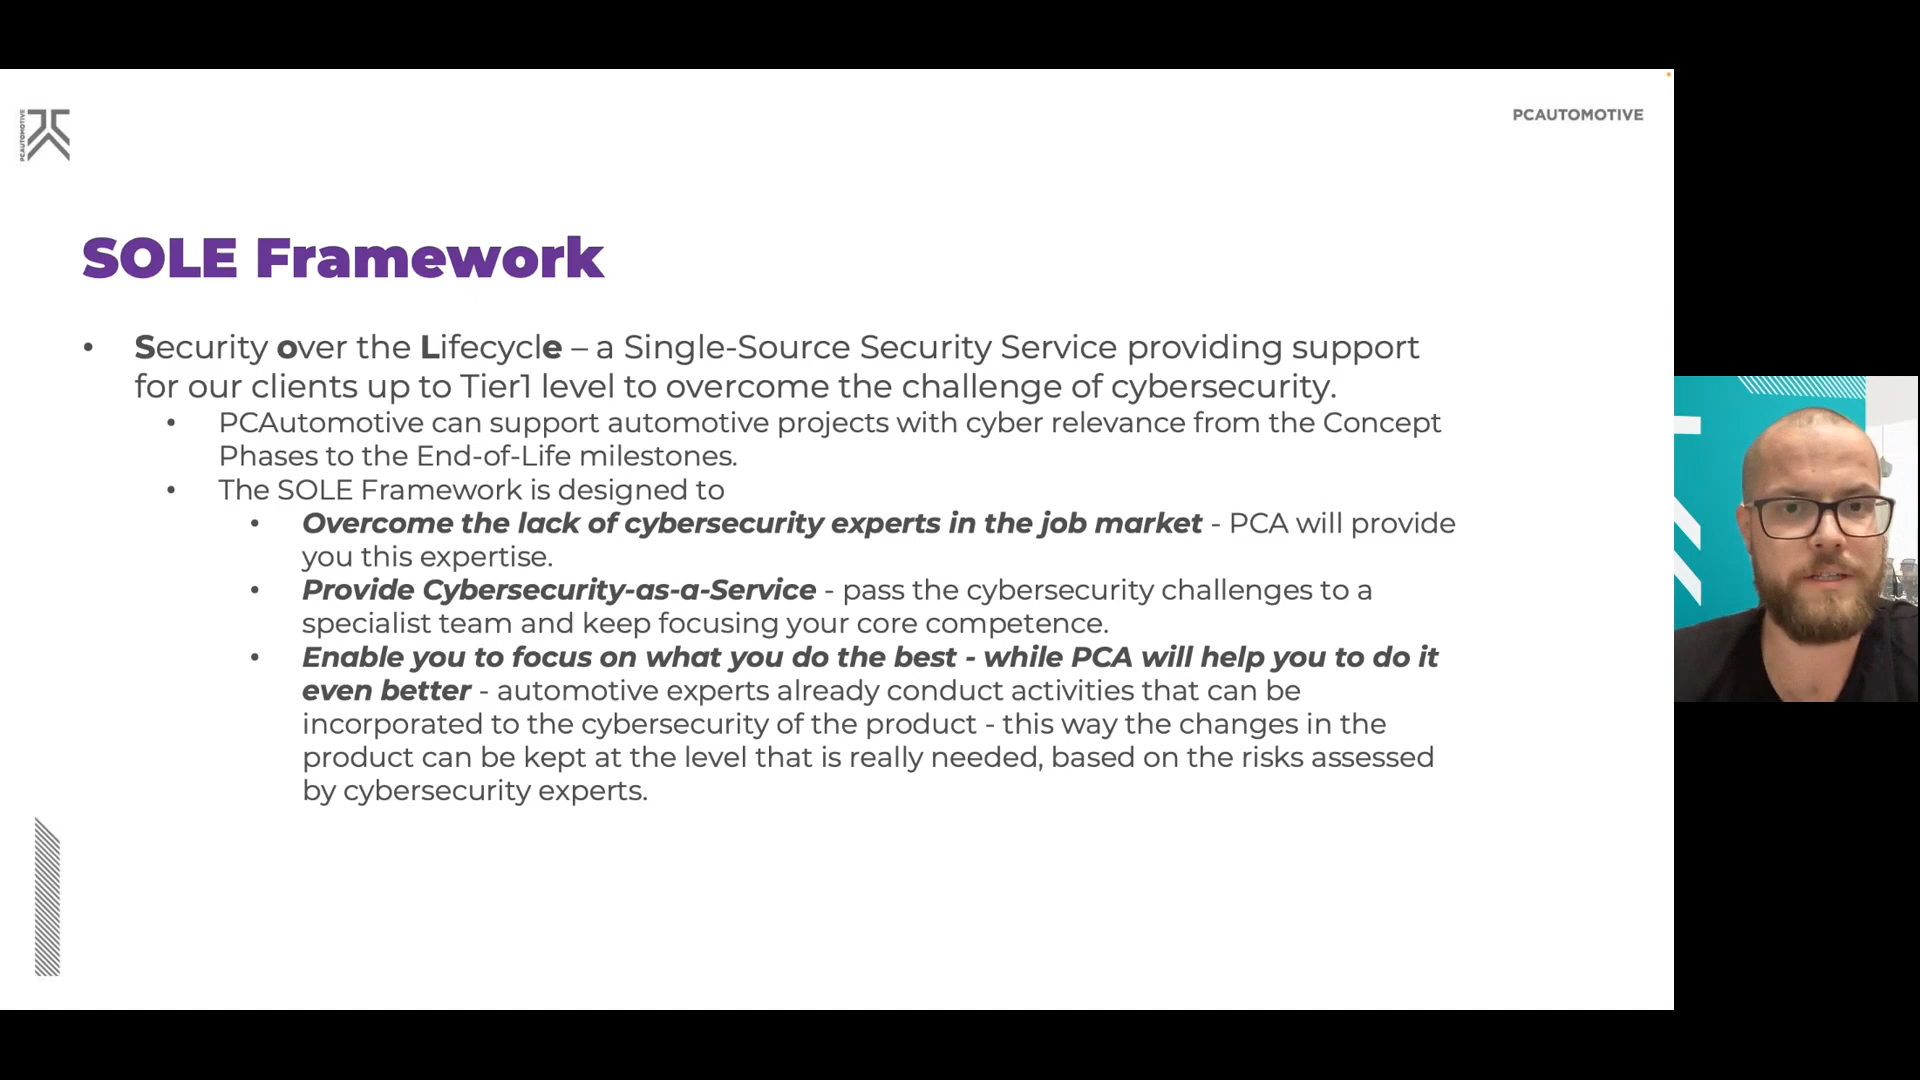 PCAUTOMOTIVE
PCAUTOMOTIVE
SOLE Framework
• Security over the Lifecycle – a Single-Source Security Service providing support
for our clients up to Tier1 level to overcome the challenge of cybersecurity.
• PCAutomotive can support automotive projects with cyber relevance from the Concept
Phases to the End-of-Life milestones.
• The SOLE Framework is designed to
• Overcome the lack of cybersecurity experts in the job market - PCA will provide
you this expertise.
• Provide Cybersecurity-as-a-Service - pass the cybersecurity challenges to a
specialist team and keep focusing your core competence.
• Enable you to focus on what you do the best - while PCA will help you to do it
even better - automotive experts already conduct activities that can be
incorporated to the cybersecurity of the product - this way the changes in the
product can be kept at the level that is really needed, based on the risks assessed
by cybersecurity experts.